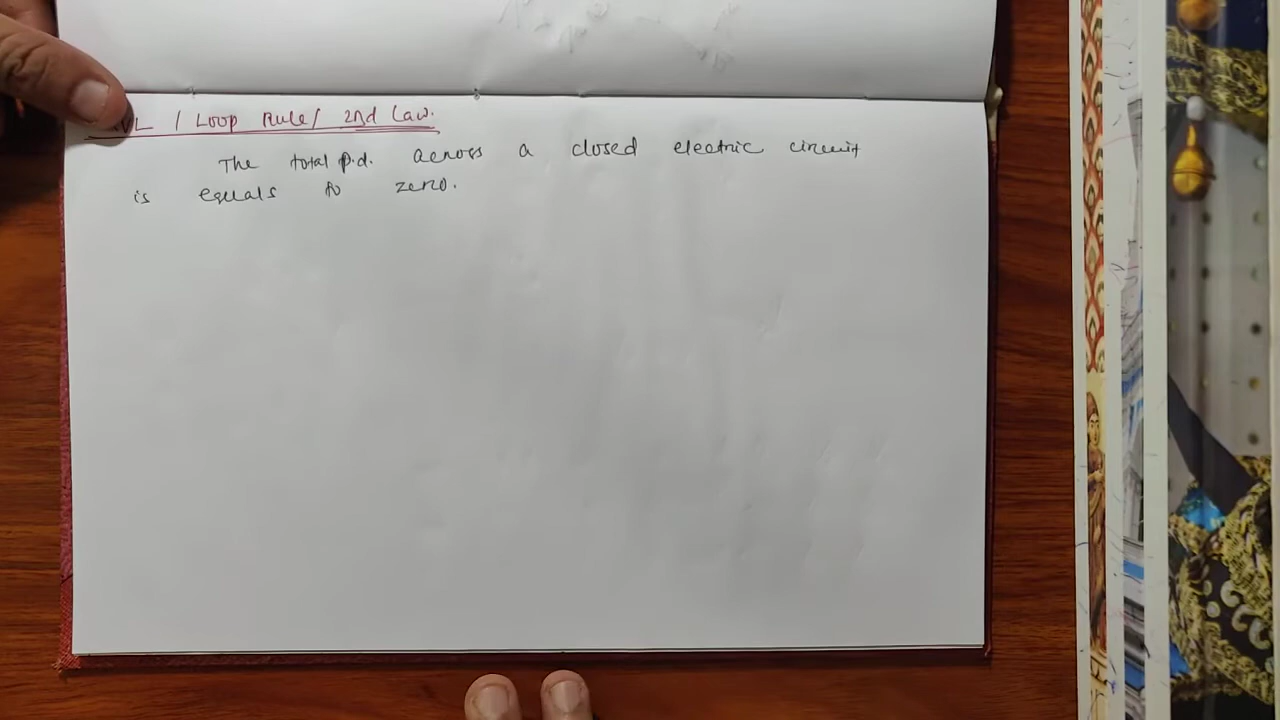 KVL / Loop Rule / 2nd Law.
The total p.d. across a closed electric circuit
is equals to zero.